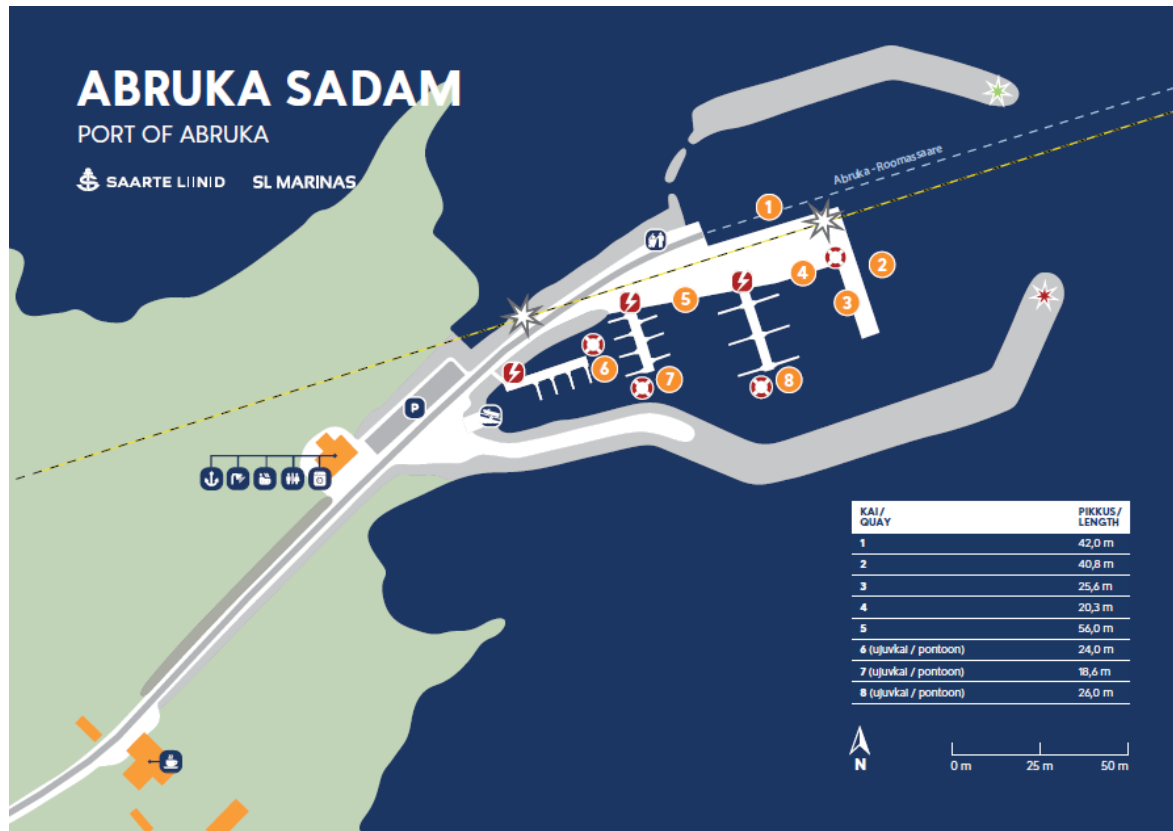 ABRUKA SADAM
PORT OF ABRUKA
SAARTE LIINID SL MARINAS
Abruka - Roomassaare
1
2
4
3
5
6
7
8
P
KAI/ QUAY PIKKUS/ LENGTH
1 42,0 m
2 40,8 m
3 25,6 m
4 20,3 m
5 56,0 m
6 (ujuvkai / pontoon) 24,0 m
7 (ujuvkai / pontoon) 18,6 m
8 (ujuvkai / pontoon) 26,0 m
N
0 m 25 m 50 m